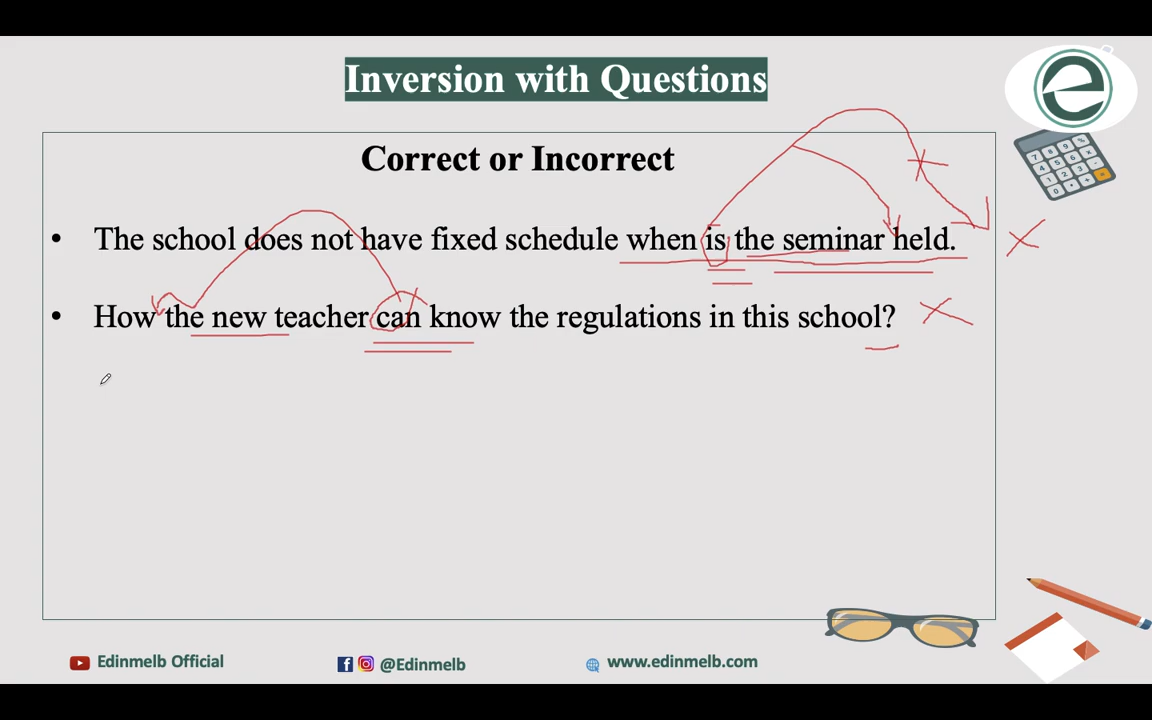 Inversion with Questions
Correct or Incorrect
• The school does not have fixed schedule when is the seminar held.
• How the new teacher can know the regulations in this school?
Edinmelb Official
@Edinmelb
www.edinmelb.com